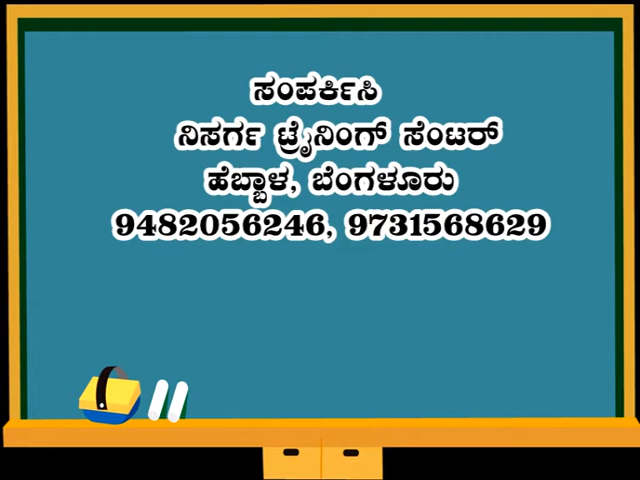 ಸಂಪರ್ಕಿಸಿ
ನಿಸರ್ಗ ಟ್ರೈನಿಂಗ್ ಸೆಂಟರ್
ಹೆಬ್ಬಾಳ, ಬೆಂಗಳೂರು
9482056246, 9731568629